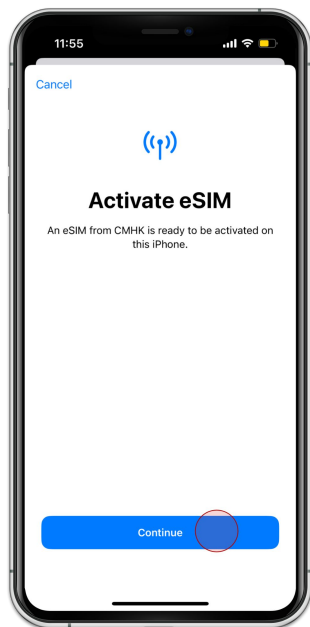 11:55
Cancel
Activate eSIM
An eSIM from CMHK is ready to be activated on
this iPhone.
Continue